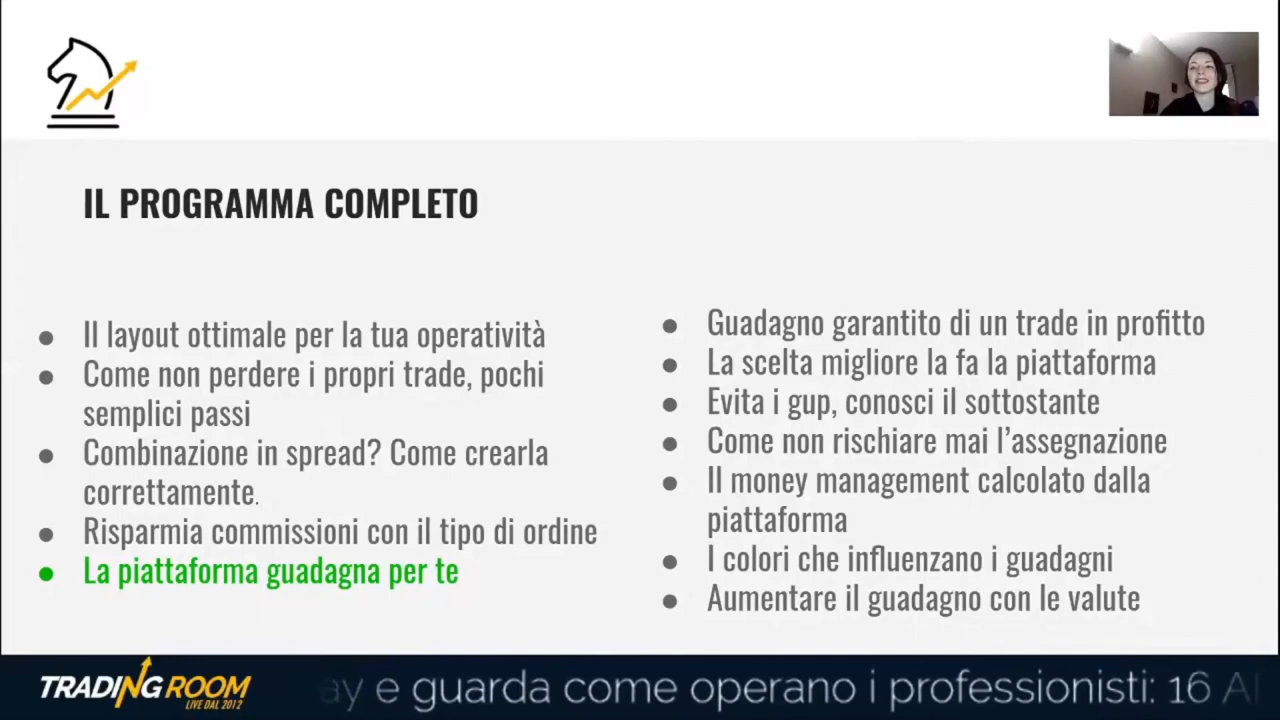 IL PROGRAMMA COMPLETO
Il layout ottimale per la tua operatività
Come non perdere i propri trade, pochi
semplici passi
Combinazione in spread? Come crearla
correttamente.
Risparmia commissioni con il tipo di ordine
La piattaforma guadagna per te
Guadagno garantito di un trade in profitto
La scelta migliore la fa la piattaforma
Evita i gup, conosci il sottostante
Come non rischiare mai l'assegnazione
Il money management calcolato dalla
piattaforma
I colori che influenzano i guadagni
Aumentare il guadagno con le valute
TRADING ROOM
LIVE DAL 2012
e guarda come operano i professionisti: 16